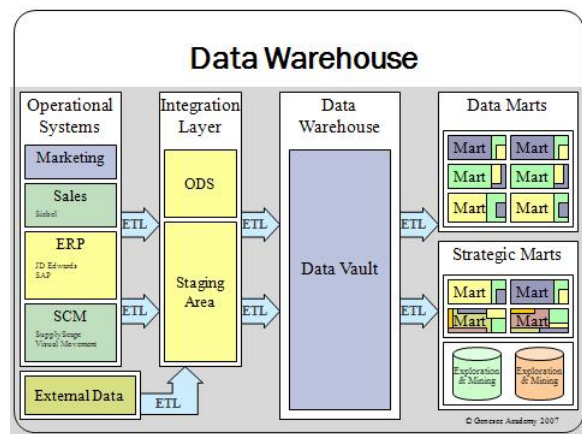 Data Warehouse
Operational
Systems
Marketing
Sales
Siebel
ERP
JD Edwards
SAP
SCM
SupplyScape
Visual Movement
External Data
ETL
ETL
ETL
Integration
Layer
ODS
Staging
Area
ETL
ETL
Data
Warehouse
Data Vault
ETL
ETL
Data Marts
Mart
Mart
Mart
Mart
Mart
Mart
Strategic Marts
Mart
Mart
Mart
Mart
Exploration
& Mining
Exploration
& Mining
© Genesee Academy 2007